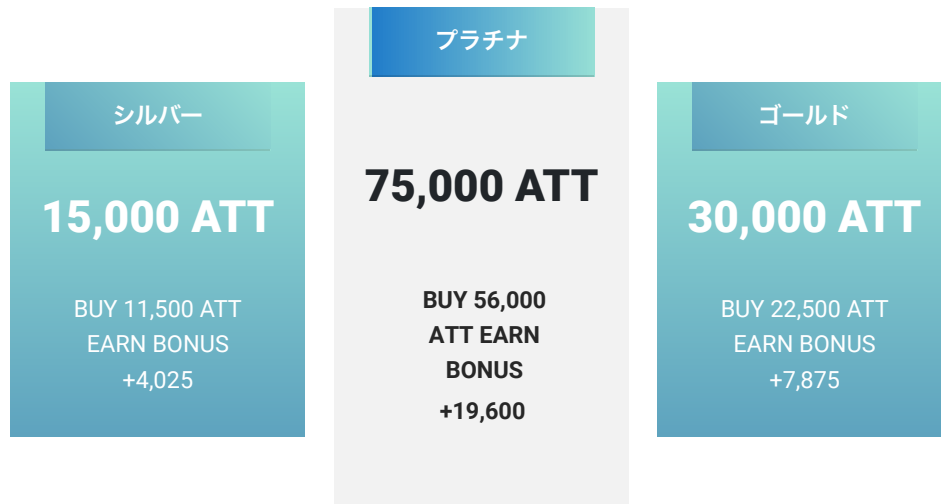 シルバー
15,000 ATT
BUY 11,500 ATT
EARN BONUS
+4,025
プラチナ
75,000 ATT
BUY 56,000
ATT EARN
BONUS
+19,600
ゴールド
30,000 ATT
BUY 22,500 ATT
EARN BONUS
+7,875